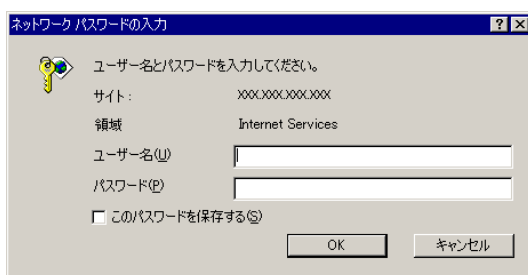 ネットワーク パスワードの入力
ユーザー名とパスワードを入力してください。
サイト: XXX.XXX.XXX.XXX
領域 Internet Services
ユーザー名(U)
パスワード(P)
このパスワードを保存する(S)
OK キャンセル